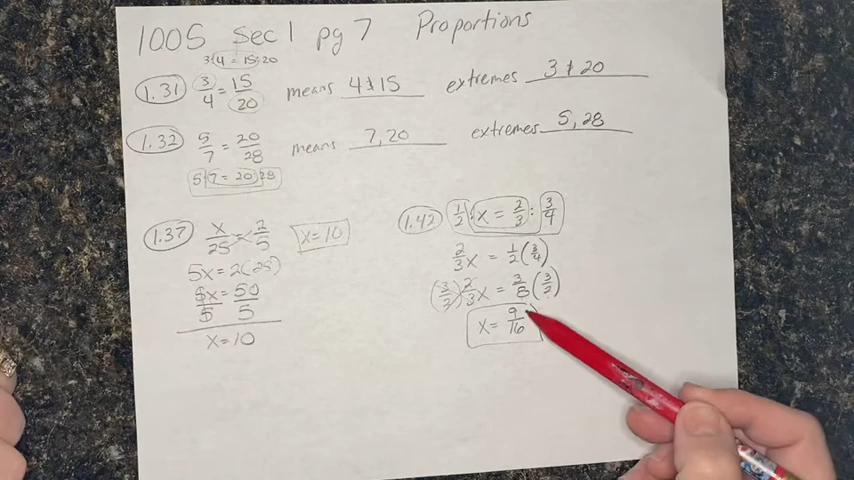 1005 Sec 1 pg 7 Proportions
3:4 = 15:20
1.31 3/4 = 15/20 means 4 & 15 extremes 3 & 20
1.32 5/7 = 20/28 means 7, 20 extremes 5, 28
5:7 = 20:28
1.37 x/25 = 2/5 x = 10
5x = 2(25)
5x/5 = 50/5
x = 10
1.42 1/2 : x = 2/3 : 3/4
2/3 x = 1/2 (3/4)
(3/2) 2/3 x = 3/8 (3/2)
x = 9/16